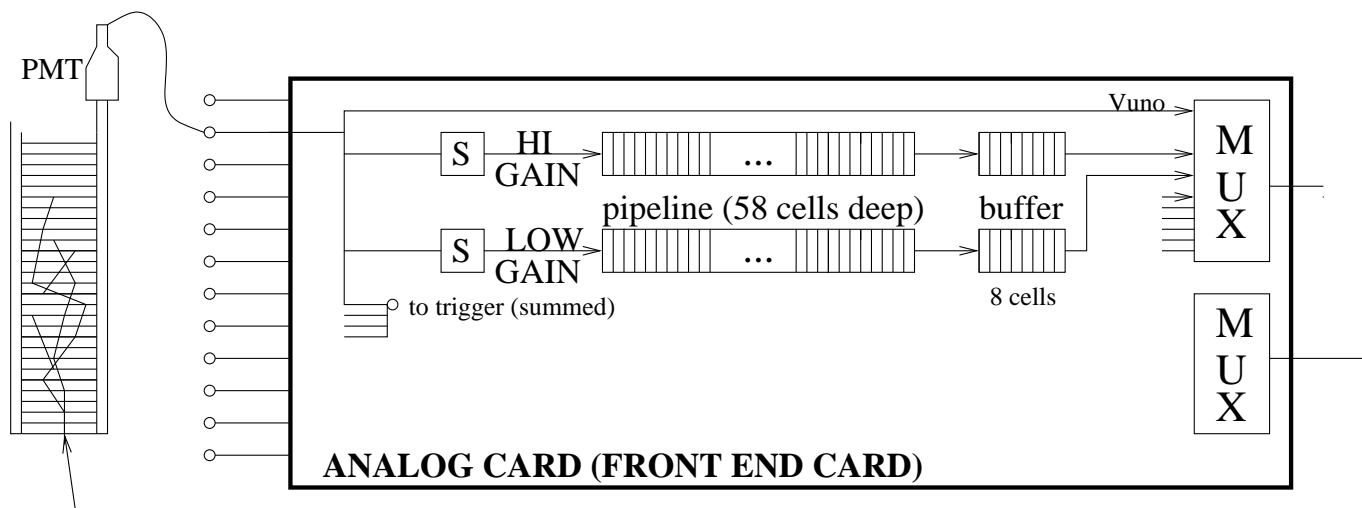 PMT
Vuno
S
HI
GAIN
...
pipeline (58 cells deep)
buffer
S
LOW
GAIN
...
8 cells
to trigger (summed)
M
U
X
M
U
X
ANALOG CARD (FRONT END CARD)